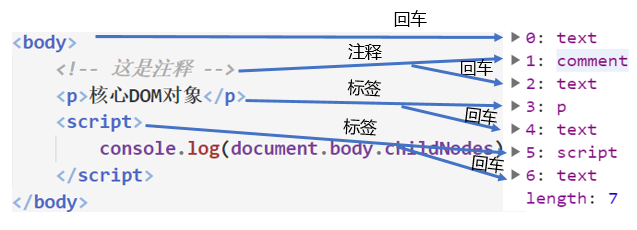 <body>
<!-- 这是注释 -->
<p>核心DOM对象</p>
<script>
console.log(document.body.childNodes)
</script>
</body>
回车
注释
回车
标签
回车
标签
回车
0: text
1: comment
2: text
3: p
4: text
5: script
6: text
length: 7